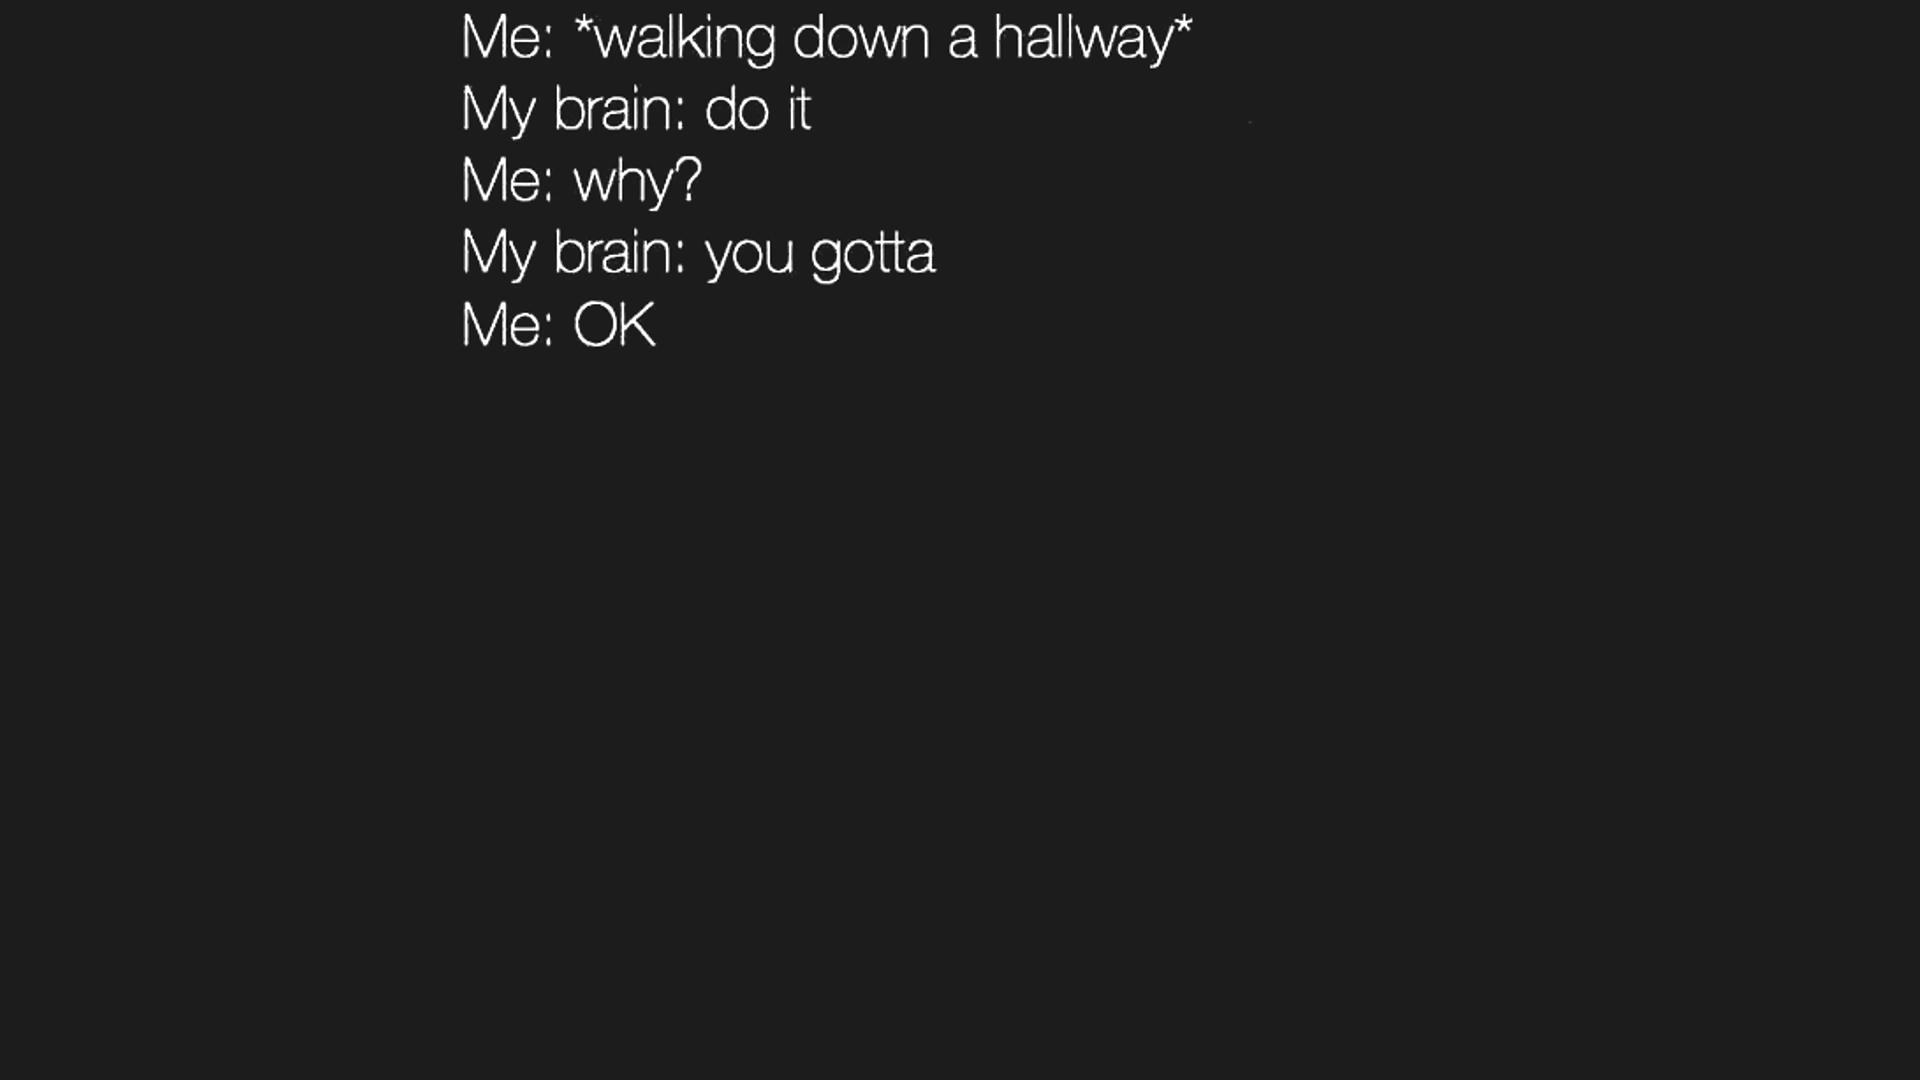 Me: *walking down a hallway*
My brain: do it
Me: why?
My brain: you gotta
Me: OK